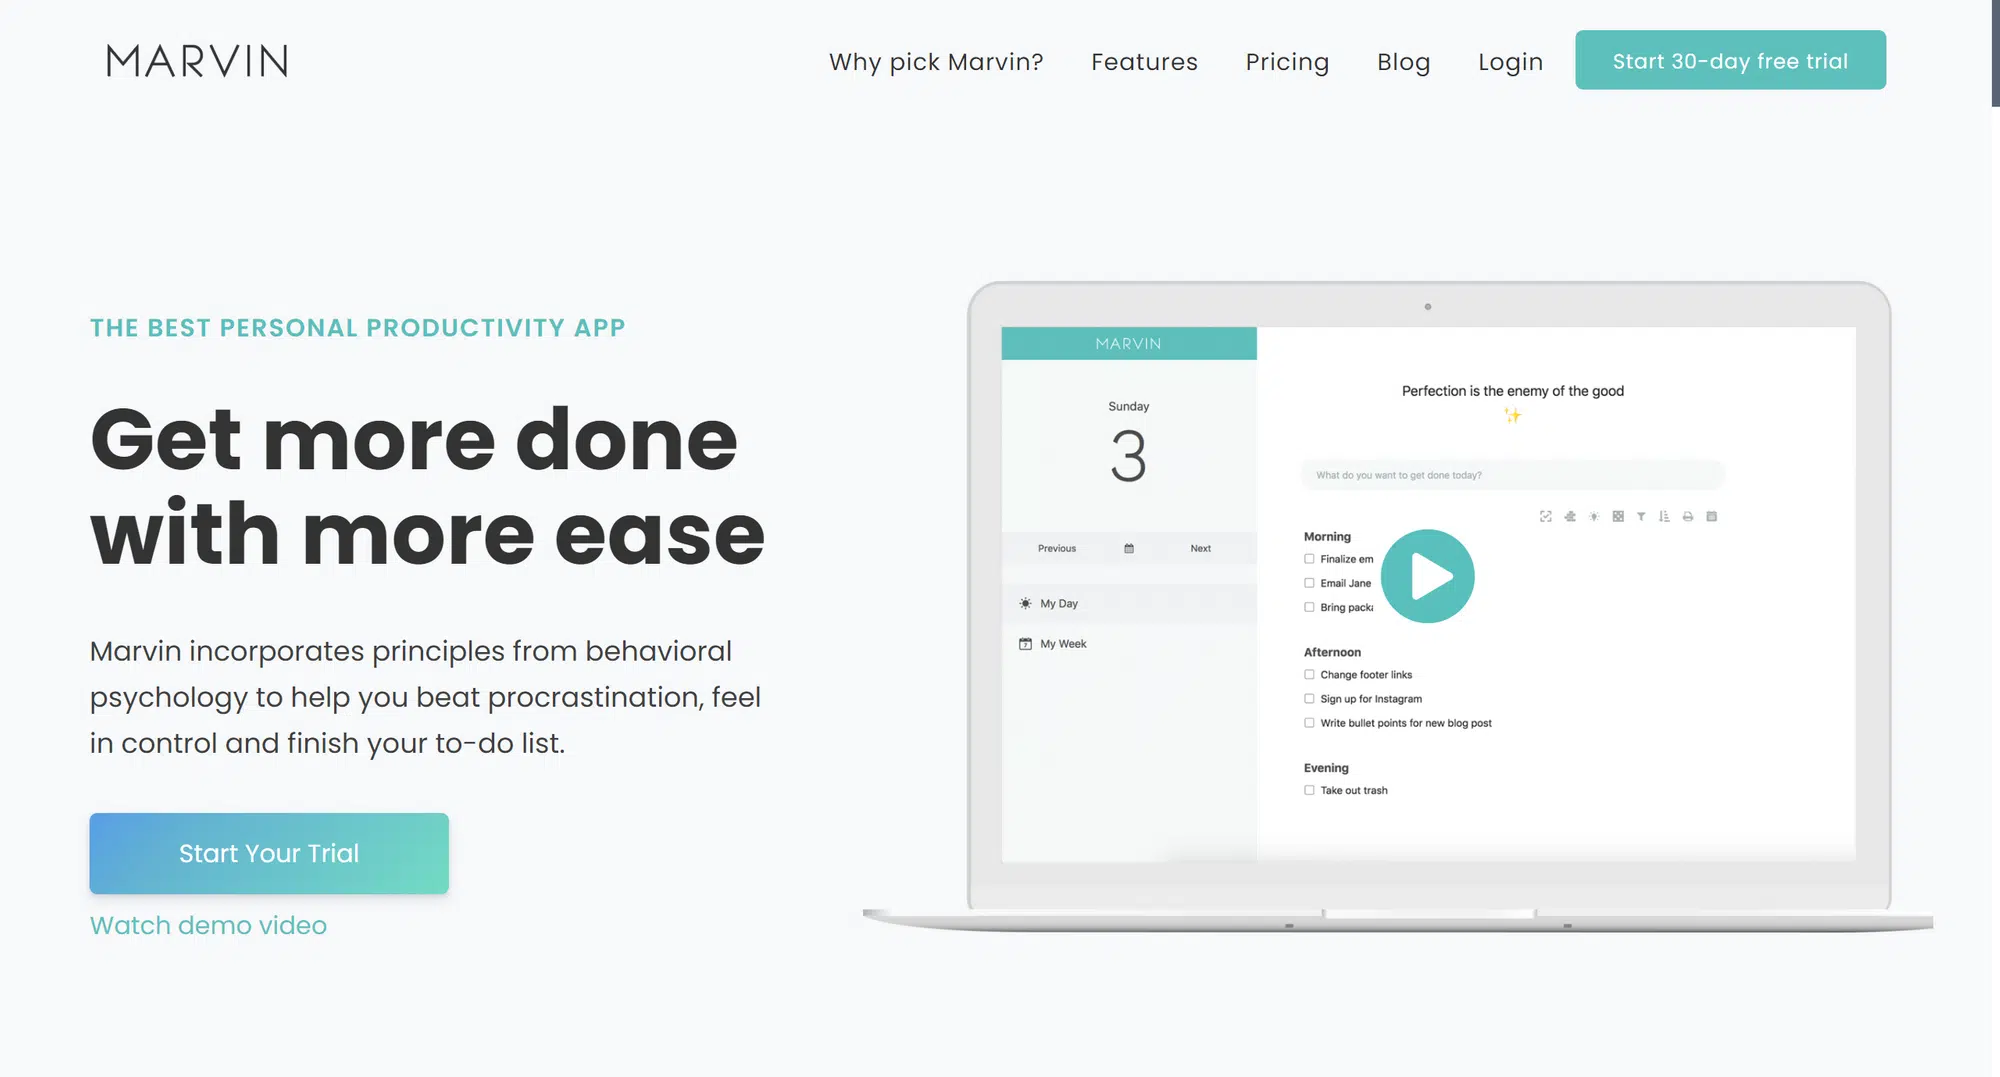 MARVIN
Why pick Marvin?
Features
Pricing
Blog
Login
Start 30-day free trial
THE BEST PERSONAL PRODUCTIVITY APP
Get more done
with more ease
Marvin incorporates principles from behavioral
psychology to help you beat procrastination, feel
in control and finish your to-do list.
Start Your Trial
Watch demo video
MARVIN
Sunday
3
Previous
Next
My Day
7
My Week
Perfection is the enemy of the good
✨
What do you want to get done today?
Morning
Finalize em
Email Jane
Bring packa
Afternoon
Change footer links
Sign up for Instagram
Write bullet points for new blog post
Evening
Take out trash